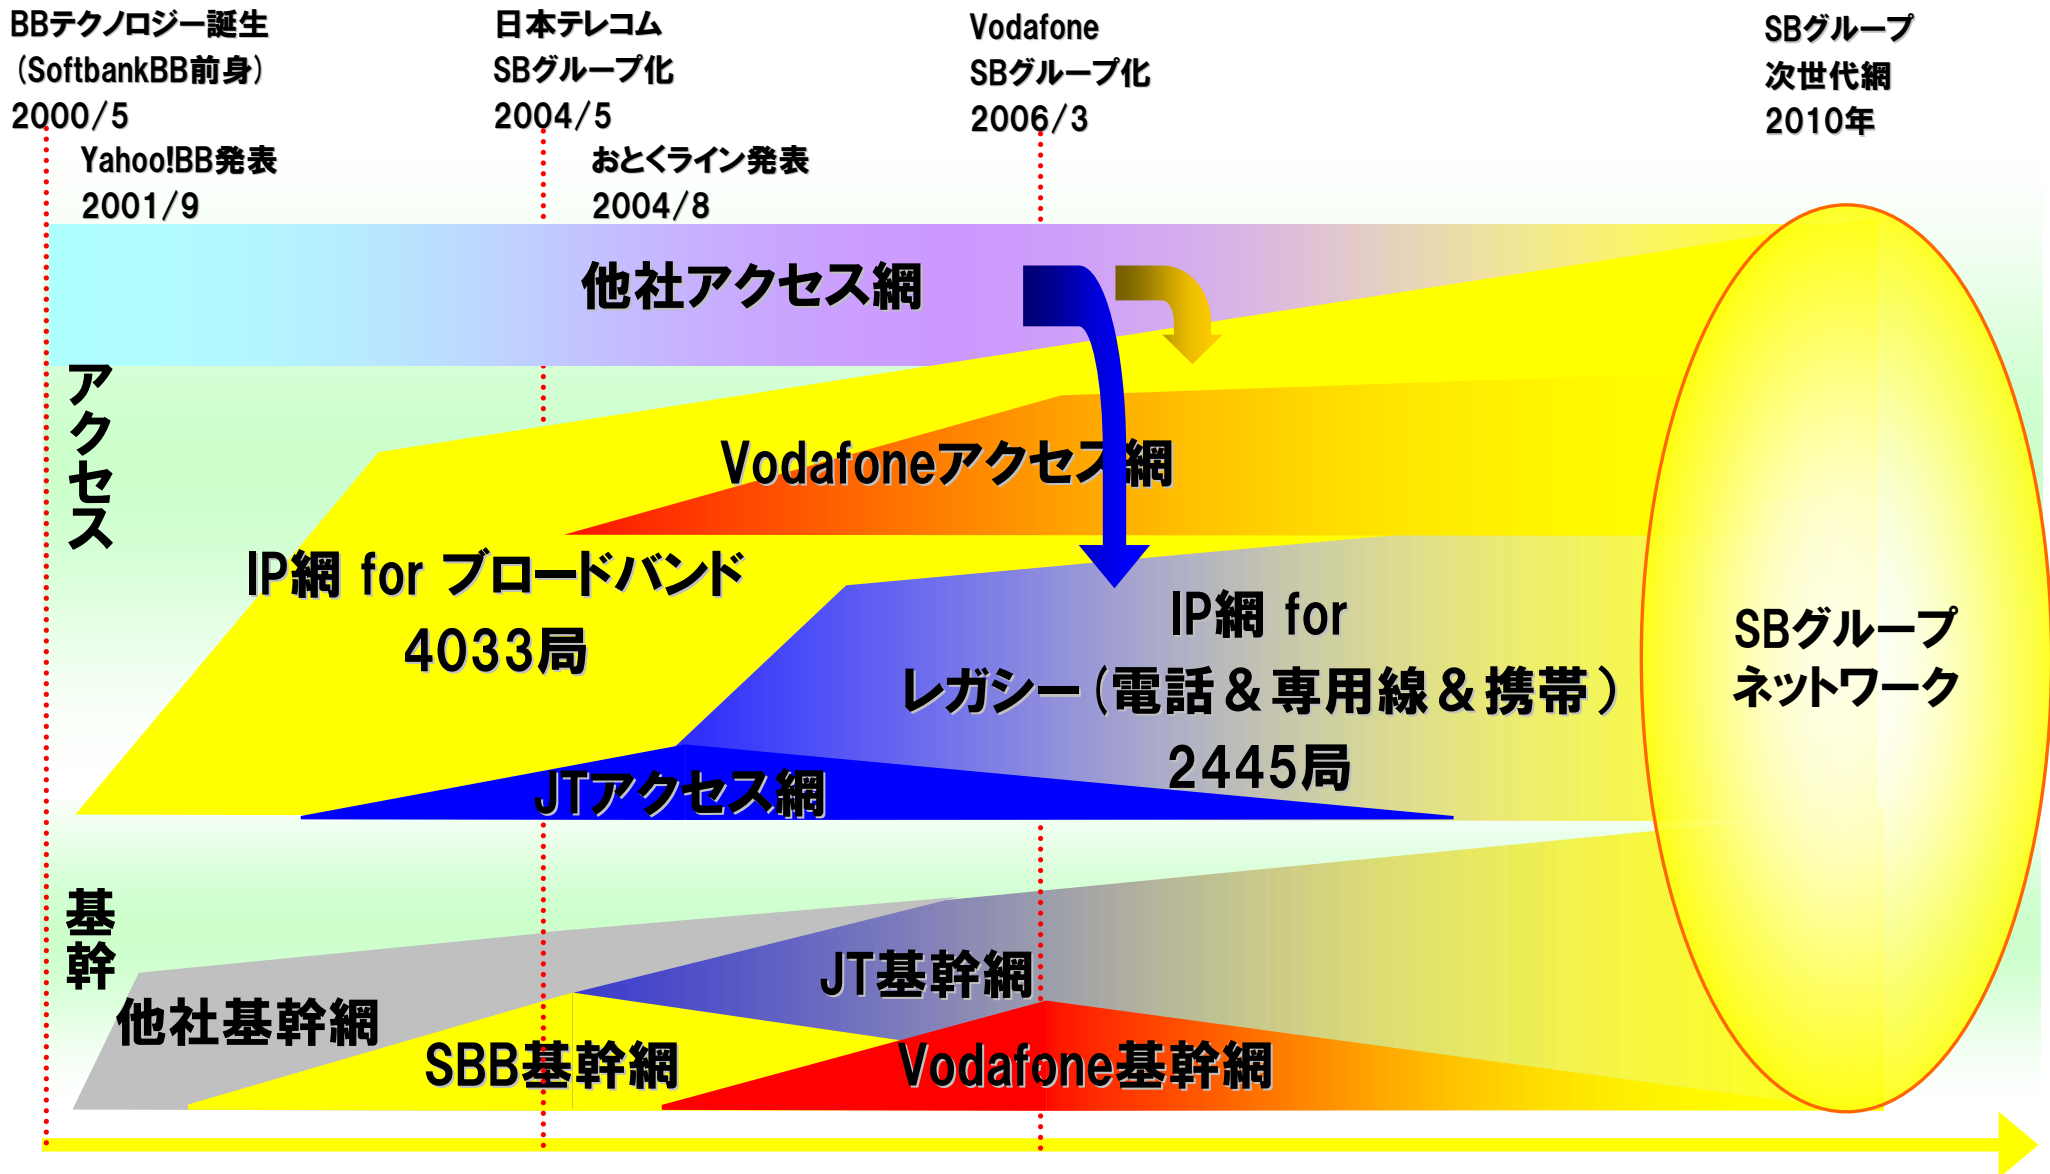 BBテクノロジー誕生
(SoftbankBB前身)
2000/5
Yahoo!BB発表
2001/9
日本テレコム
SBグループ化
2004/5
おとくライン発表
2004/8
Vodafone
SBグループ化
2006/3
SBグループ
次世代網
2010年
アクセス
他社アクセス網
Vodafoneアクセス網
IP網 for ブロードバンド
4033局
IP網 for
レガシー(電話&専用線&携帯)
2445局
JTアクセス網
SBグループ
ネットワーク
基幹
他社基幹網
JT基幹網
SBB基幹網
Vodafone基幹網